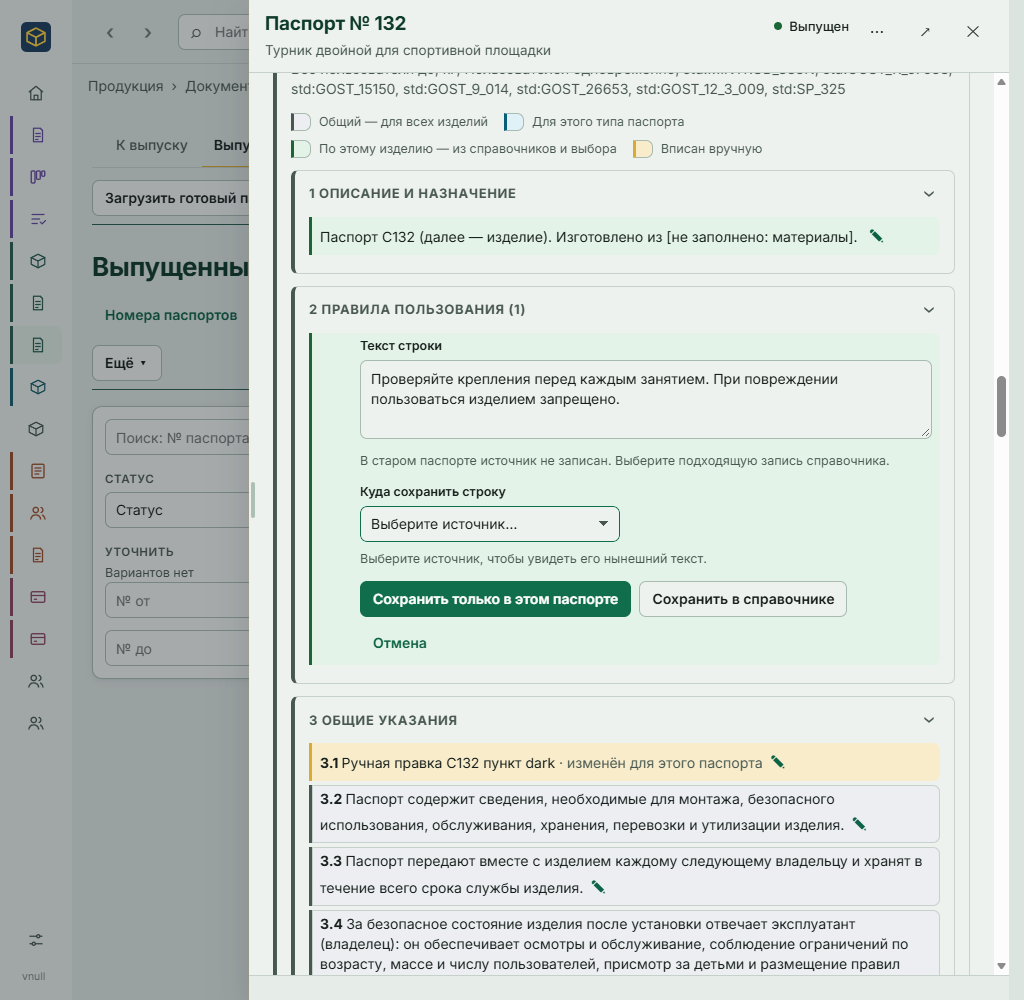 Паспорт № 132
Турник двойной для спортивной площадки
Выпущен
...
Найт
Продукция › Докумен
К выпуску
Выпу
Загрузить готовый п
Выпущенны
Номера паспортов
Ещё
Поиск: № паспорта
СТАТУС
Статус
УТОЧНИТЬ
Вариантов нет
№ от
№ до
vnull
std:GOST_15150, std:GOST_9_014, std:GOST_26653, std:GOST_12_3_009, std:SP_325
Общий — для всех изделий
Для этого типа паспорта
По этому изделию — из справочников и выбора
Вписан вручную
1 ОПИСАНИЕ И НАЗНАЧЕНИЕ
Паспорт С132 (далее — изделие). Изготовлено из [не заполнено: материалы].
2 ПРАВИЛА ПОЛЬЗОВАНИЯ (1)
Текст строки
Проверяйте крепления перед каждым занятием. При повреждении
пользоваться изделием запрещено.
В старом паспорте источник не записан. Выберите подходящую запись справочника.
Куда сохранить строку
Выберите источник...
Выберите источник, чтобы увидеть его нынешний текст.
Сохранить только в этом паспорте
Сохранить в справочнике
Отмена
3 ОБЩИЕ УКАЗАНИЯ
3.1 Ручная правка С132 пункт dark · изменён для этого паспорта
3.2 Паспорт содержит сведения, необходимые для монтажа, безопасного
использования, обслуживания, хранения, перевозки и утилизации изделия.
3.3 Паспорт передают вместе с изделием каждому следующему владельцу и хранят в
течение всего срока службы изделия.
3.4 За безопасное состояние изделия после установки отвечает эксплуатант
(владелец): он обеспечивает осмотры и обслуживание, соблюдение ограничений по
возрасту, массе и числу пользователей, присмотр за детьми и размещение правил